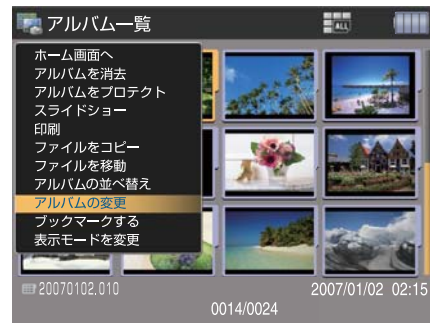 アルバム一覧
ALL
ホーム画面へ
アルバムを消去
アルバムをプロテクト
スライドショー
印刷
ファイルをコピー
ファイルを移動
アルバムの並べ替え
アルバムの変更
ブックマークする
表示モードを変更
20070102.010
2007/01/02 02:15
0014/0024